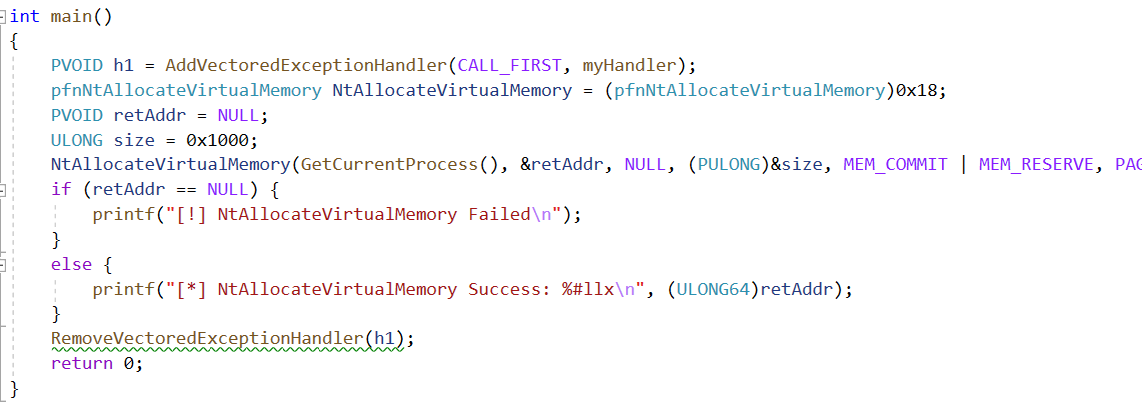 int main()
{
    PVOID h1 = AddVectoredExceptionHandler(CALL_FIRST, myHandler);
    pfnNtAllocateVirtualMemory NtAllocateVirtualMemory = (pfnNtAllocateVirtualMemory)0x18;
    PVOID retAddr = NULL;
    ULONG size = 0x1000;
    NtAllocateVirtualMemory(GetCurrentProcess(), &retAddr, NULL, (PULONG)&size, MEM_COMMIT | MEM_RESERVE, PAG
    if (retAddr == NULL) {
        printf("[!] NtAllocateVirtualMemory Failed\n");
    }
    else {
        printf("[*] NtAllocateVirtualMemory Success: %#llx\n", (ULONG64)retAddr);
    }
    RemoveVectoredExceptionHandler(h1);
    return 0;
}